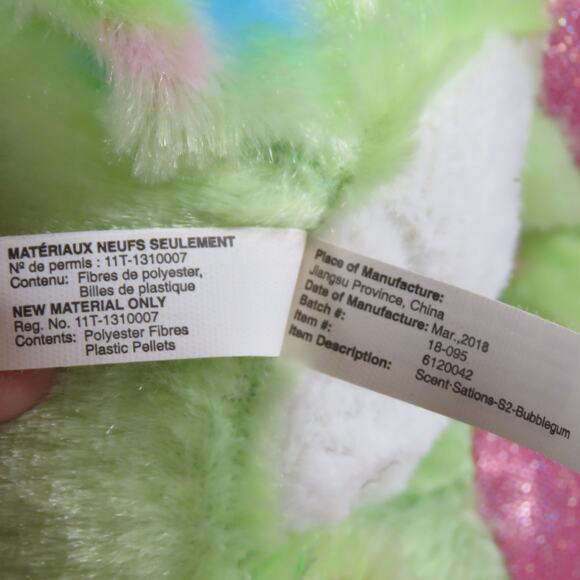 MATÉRIAUX NEUFS SEULEMENT
Nº de permis : 11T-1310007
Contenu: Fibres de polyester,
Billes de plastique
NEW MATERIAL ONLY
Reg. No. 11T-1310007
Contents: Polyester Fibres
Plastic Pellets
Place of Manufacture:
Jiangsu Province, China
Date of Manufacture: Mar.,2018
Batch #: 18-095
Item #: 6120042
Item Description: Scent-Sations-S2-Bubblegum